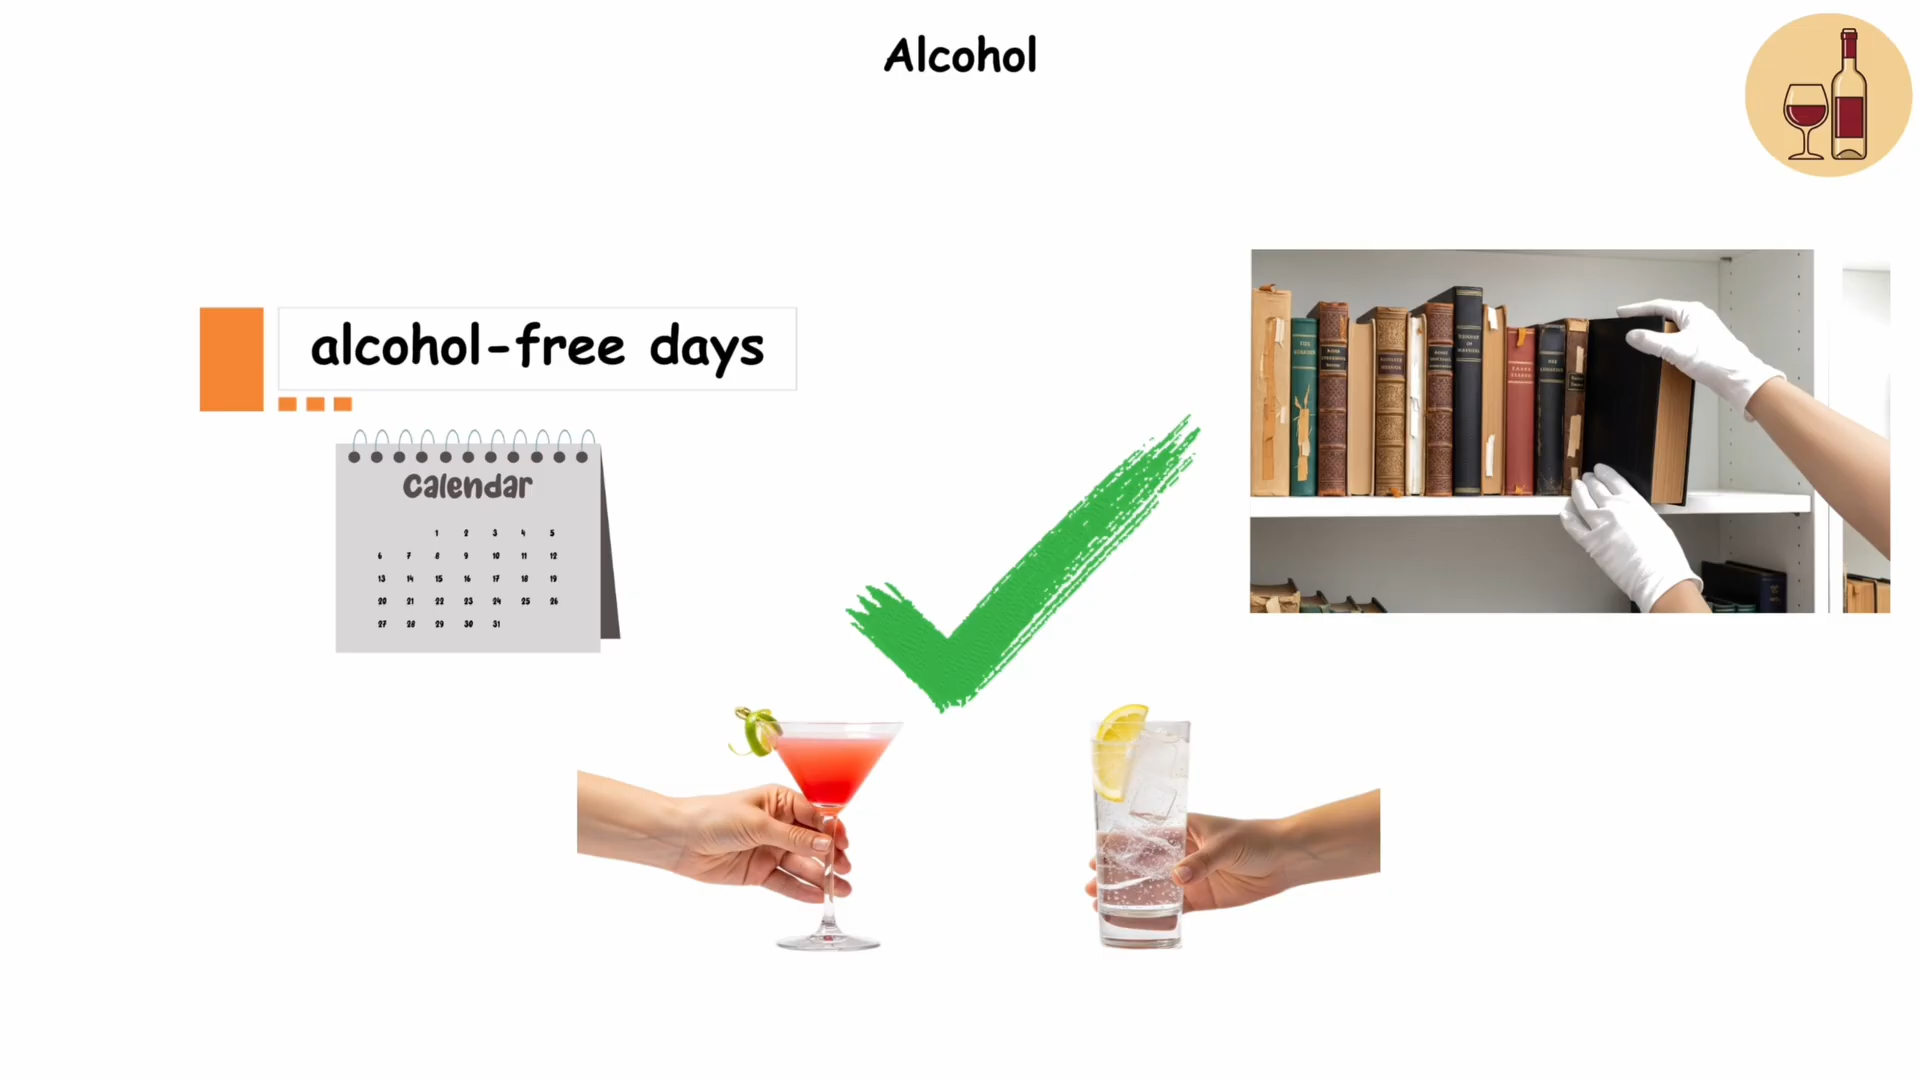 Alcohol
alcohol-free days
Calendar
1 2 3 4 5
6 7 8 9 10 11 12
13 14 15 16 17 18 19
20 21 22 23 24 25 26
27 28 29 30 31